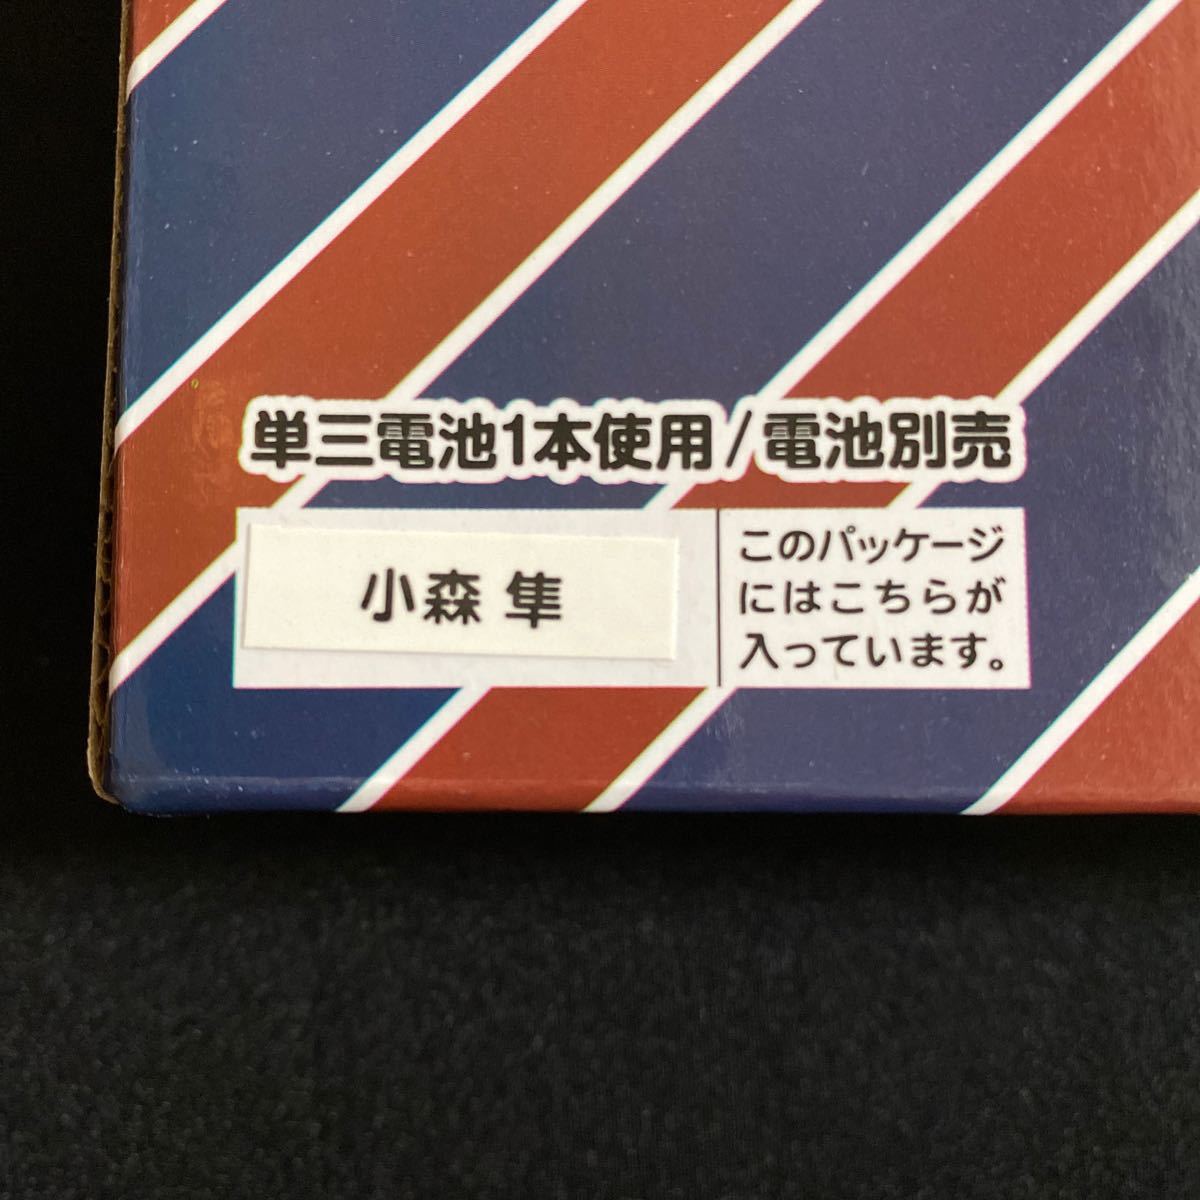 単三電池1本使用/電池別売
小森 隼
このパッケージ
にはこちらが
入っています。